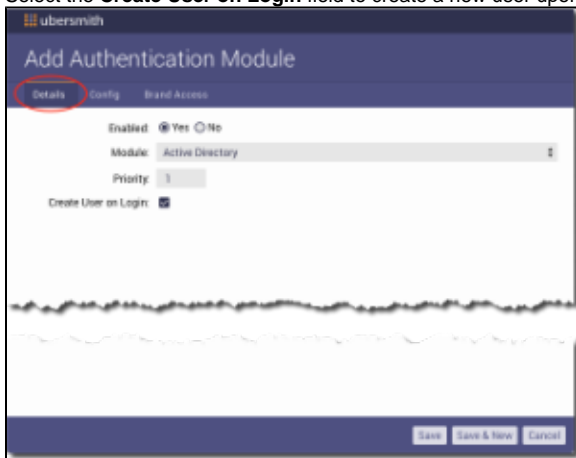 Select the Create User on Login field to create a new user upon
ubersmith
Add Authentication Module
Details Config Brand Access
Enabled: Yes No
Module: Active Directory
Priority: 1
Create User on Login:
Save Save & New Cancel